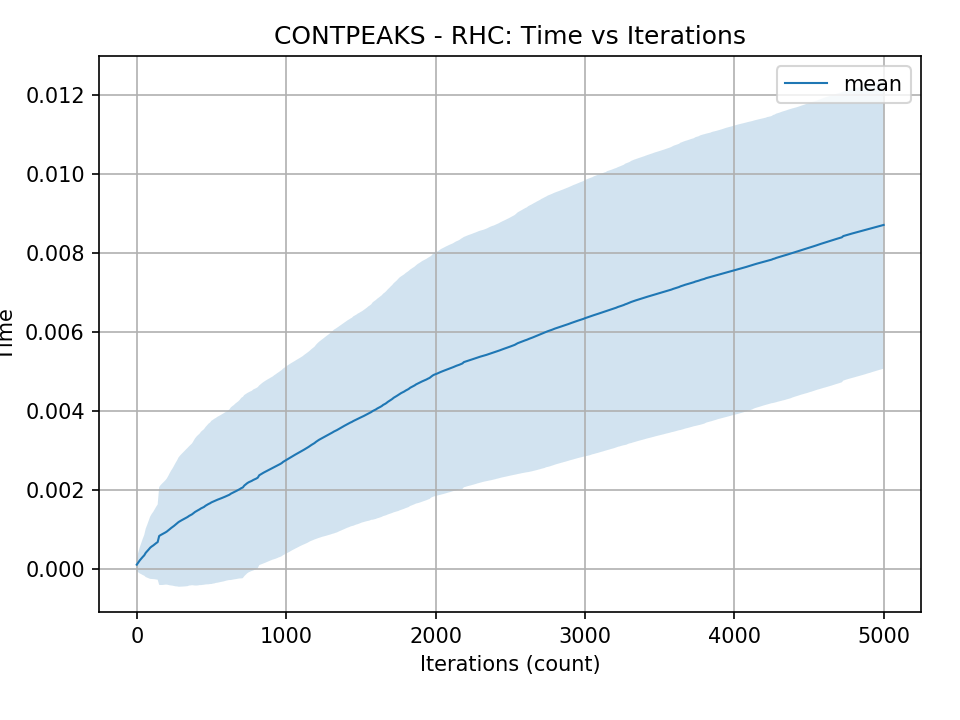 CONTPEAKS - RHC: Time vs Iterations
mean
0.012
0.010
0.008
0.006
0.004
0.002
0.000
Time
0 1000 2000 3000 4000 5000
Iterations (count)